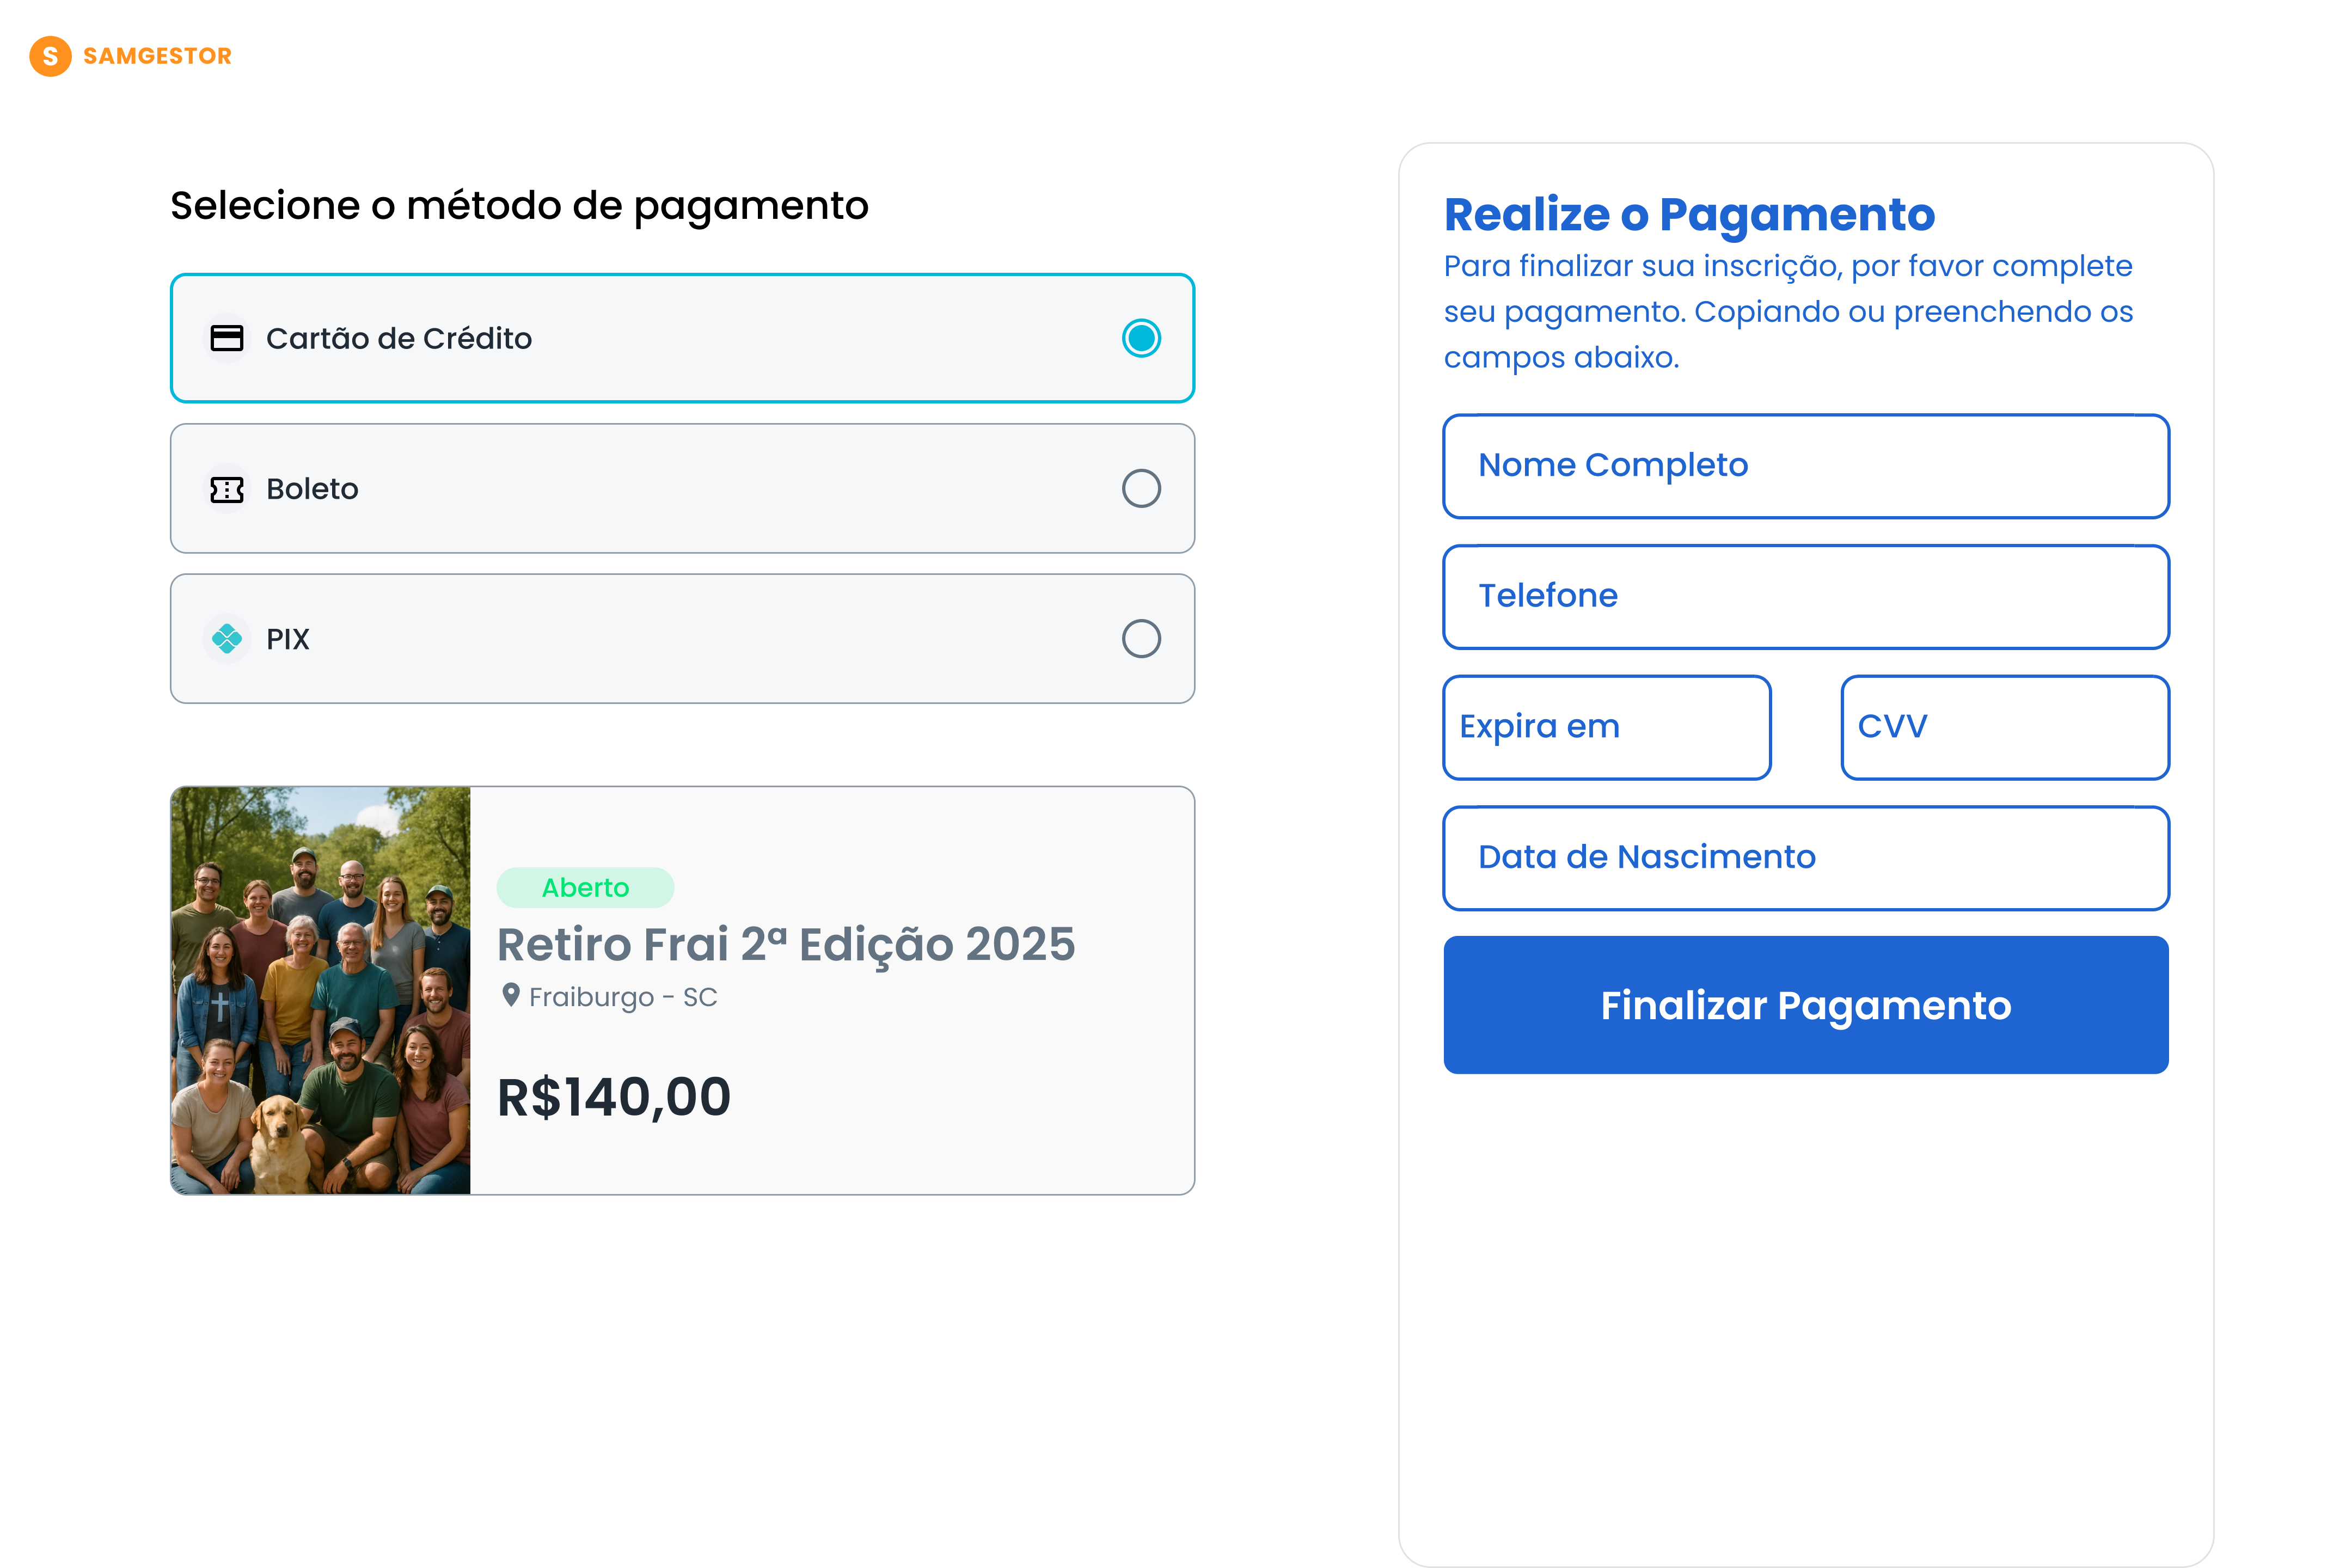 S SAMGESTOR
Selecione o método de pagamento
Cartão de Crédito
Boleto
PIX
Aberto
Retiro Frai 2ª Edição 2025
Fraiburgo - SC
R$140,00
Realize o Pagamento
Para finalizar sua inscrição, por favor complete
seu pagamento. Copiando ou preenchendo os
campos abaixo.
Nome Completo
Telefone
Expira em
CVV
Data de Nascimento
Finalizar Pagamento